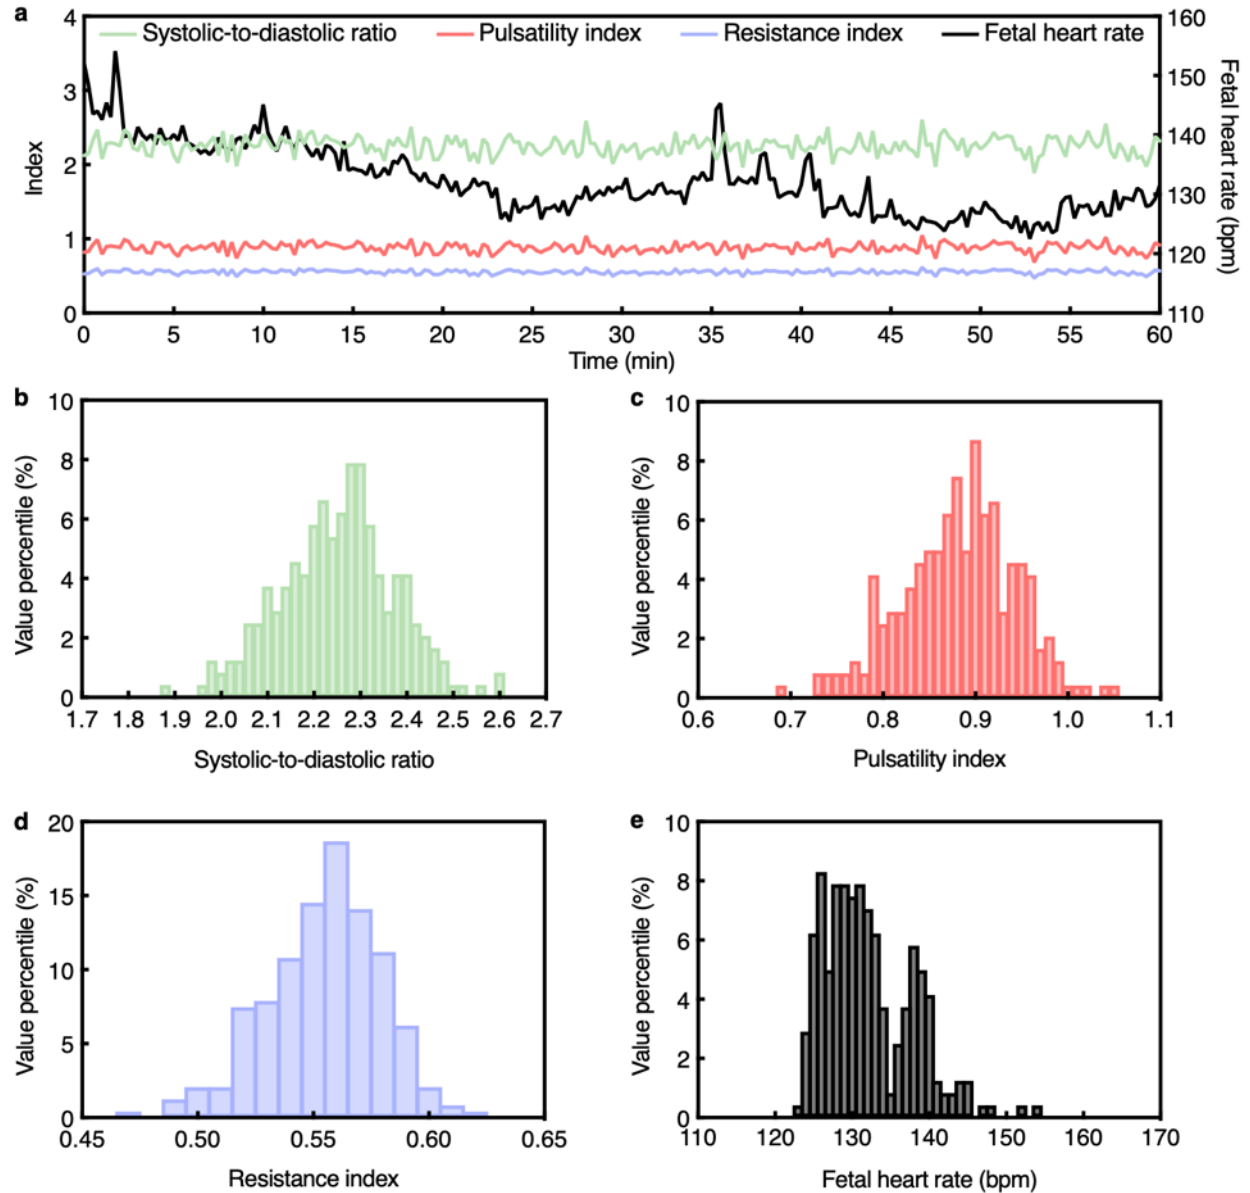 a
Systolic-to-diastolic ratio Pulsatility index Resistance index Fetal heart rate
Index
4
3
2
1
0
Fetal heart rate (bpm)
160
150
140
130
120
110
0 5 10 15 20 25 30 35 40 45 50 55 60
Time (min)
b
Value percentile (%)
10
8
6
4
2
0
1.7 1.8 1.9 2.0 2.1 2.2 2.3 2.4 2.5 2.6 2.7
Systolic-to-diastolic ratio
c
Value percentile (%)
10
8
6
4
2
0
0.6 0.7 0.8 0.9 1.0 1.1
Pulsatility index
d
Value percentile (%)
20
15
10
5
0
0.45 0.50 0.55 0.60 0.65
Resistance index
e
Value percentile (%)
10
8
6
4
2
0
110 120 130 140 150 160 170
Fetal heart rate (bpm)